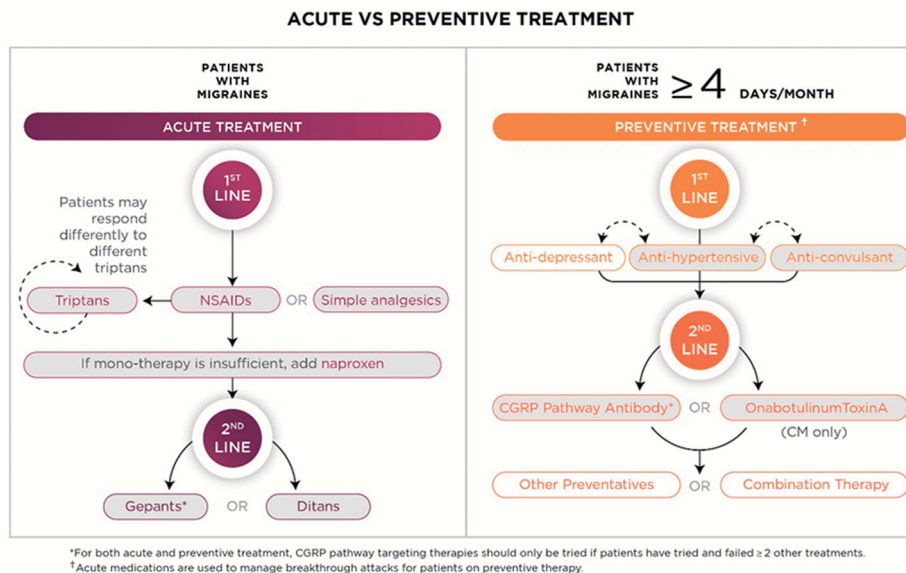 ACUTE VS PREVENTIVE TREATMENT
PATIENTS
WITH
MIGRAINES
ACUTE TREATMENT
1ST
LINE
Patients may
respond
differently to
different
triptans
Triptans
NSAIDs
OR
Simple analgesics
If mono-therapy is insufficient, add naproxen
2ND
LINE
Gepants*
OR
Ditans
PATIENTS
WITH
MIGRAINES
≥4
DAYS/MONTH
PREVENTIVE TREATMENT †
1ST
LINE
Anti-depressant
Anti-hypertensive
Anti-convulsant
2ND
LINE
CGRP Pathway Antibody*
OR
OnabotulinumToxinA
(CM only)
Other Preventatives
OR
Combination Therapy
*For both acute and preventive treatment, CGRP pathway targeting therapies should only be tried if patients have tried and failed ≥2 other treatments.
†Acute medications are used to manage breakthrough attacks for patients on preventive therapy.